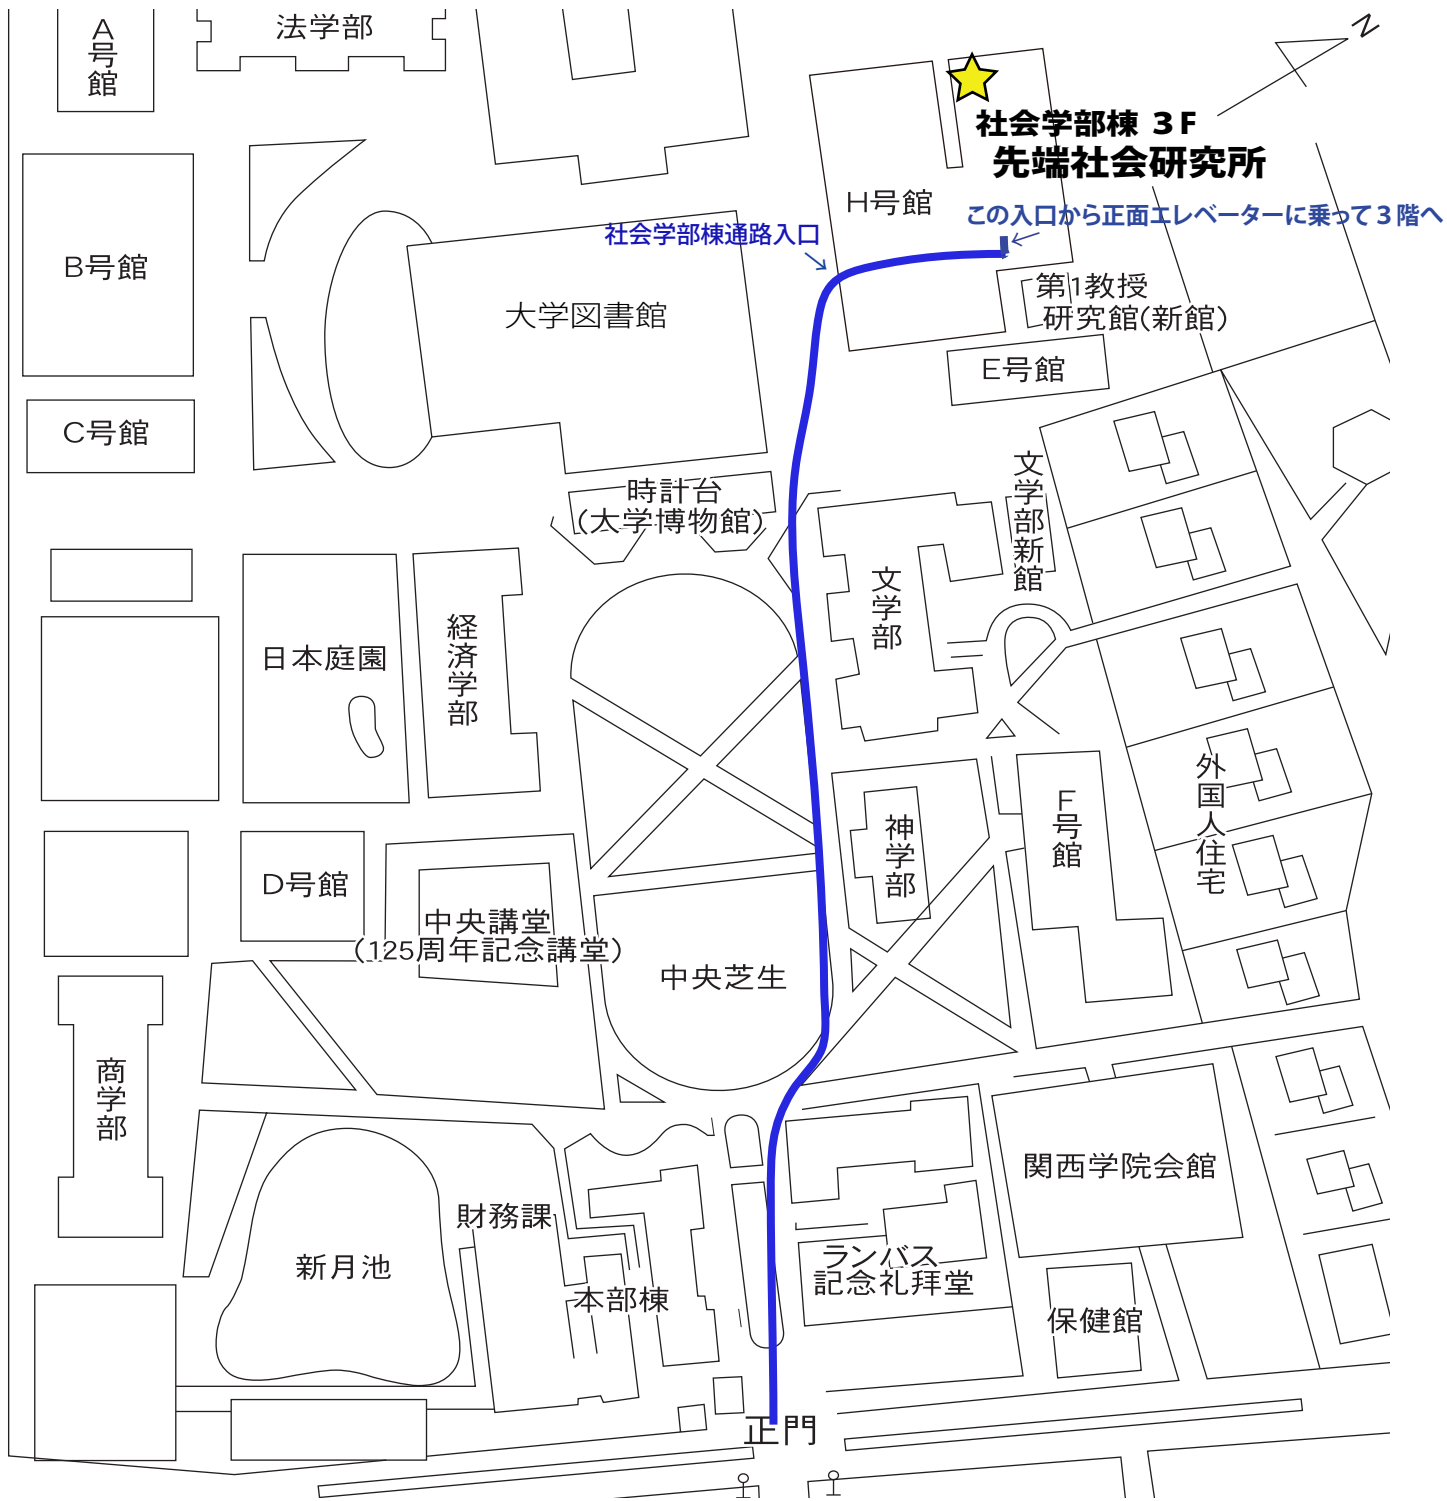 A号館
法学部
N
社会学部棟 3F
先端社会研究所
H号館
この入口から正面エレベーターに乗って3階へ
社会学部棟通路入口
B号館
大学図書館
第1教授
研究館(新館)
E号館
C号館
時計台
(大学博物館)
文学部新館
文学部
経済学部
日本庭園
外国人住宅
F号館
神学部
D号館
中央講堂
(125周年記念講堂)
中央芝生
商学部
関西学院会館
財務課
新月池
ランバス
記念礼拝堂
本部棟
保健館
正門